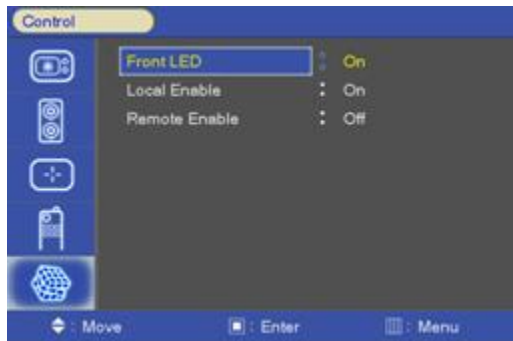 Control
Front LED : On
Local Enable : On
Remote Enable : Off
: Move : Enter : Menu